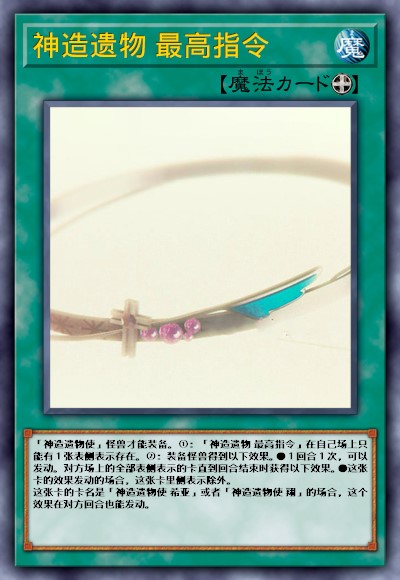 神造遗物 最高指令
魔
【魔法カード】
まほう
「神造遗物使」怪兽才能装备。①：「神造遗物 最高指令」在自己场上只
能有１张表侧表示存在。②：装备怪兽得到以下效果。●１回合１次，可以
发动。对方场上的全部表侧表示的卡直到回合结束时获得以下效果。●这张
卡的效果发动的场合，这张卡里侧表示除外。
这张卡的卡名是「神造遗物使 希亚」或者「神造遗物使 翔」的场合，这个
效果在对方回合也能发动。